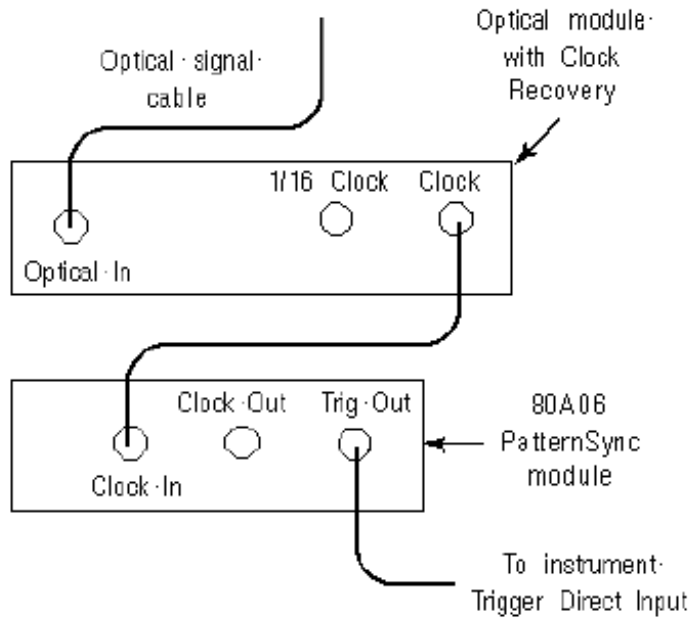 Optical signal
cable
Optical module
with Clock
Recovery
1/16 Clock
Clock
Optical In
Clock Out
Trig Out
Clock In
80A06
PatternSync
module
To instrument
Trigger Direct Input